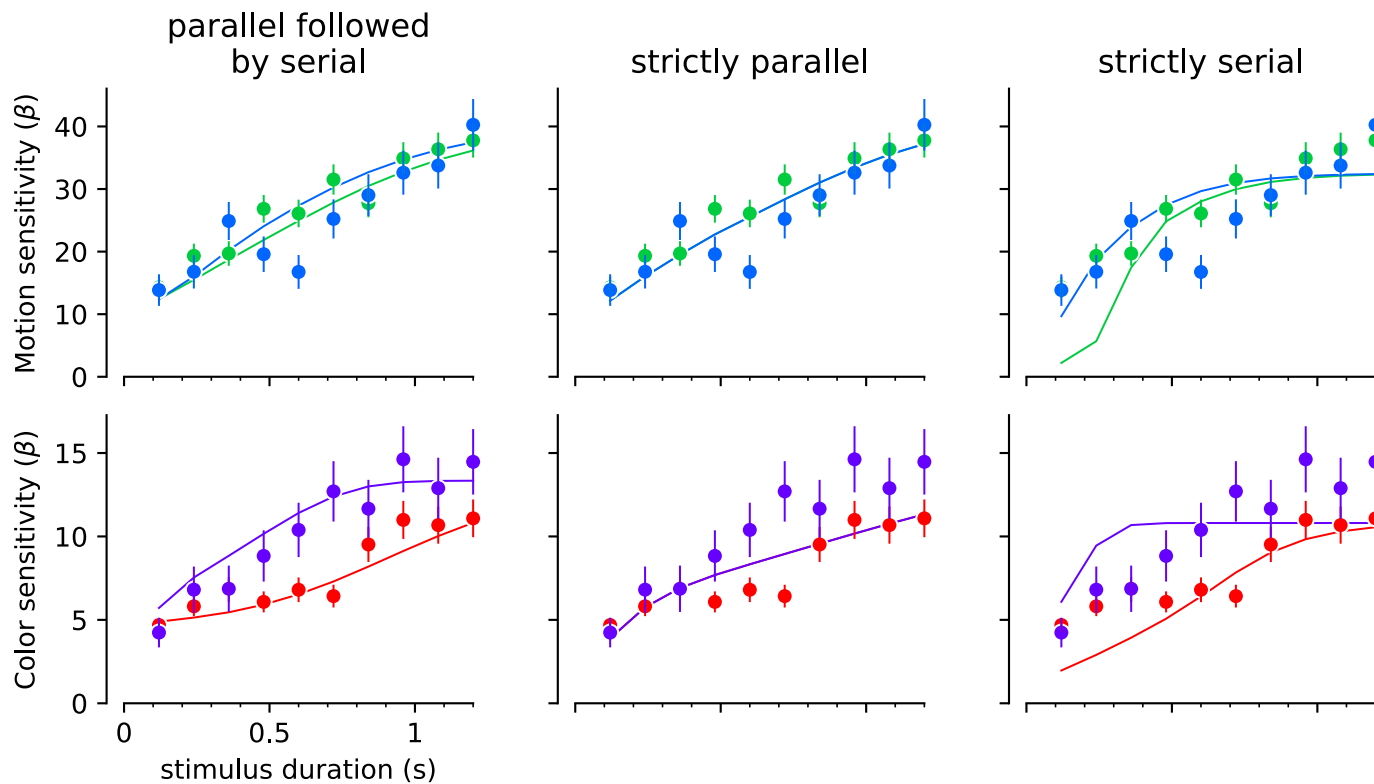 parallel followed
by serial
strictly parallel
strictly serial
Motion sensitivity (β)
40
30
20
10
0
Color sensitivity (β)
15
10
5
0
0
0.5
1
stimulus duration (s)